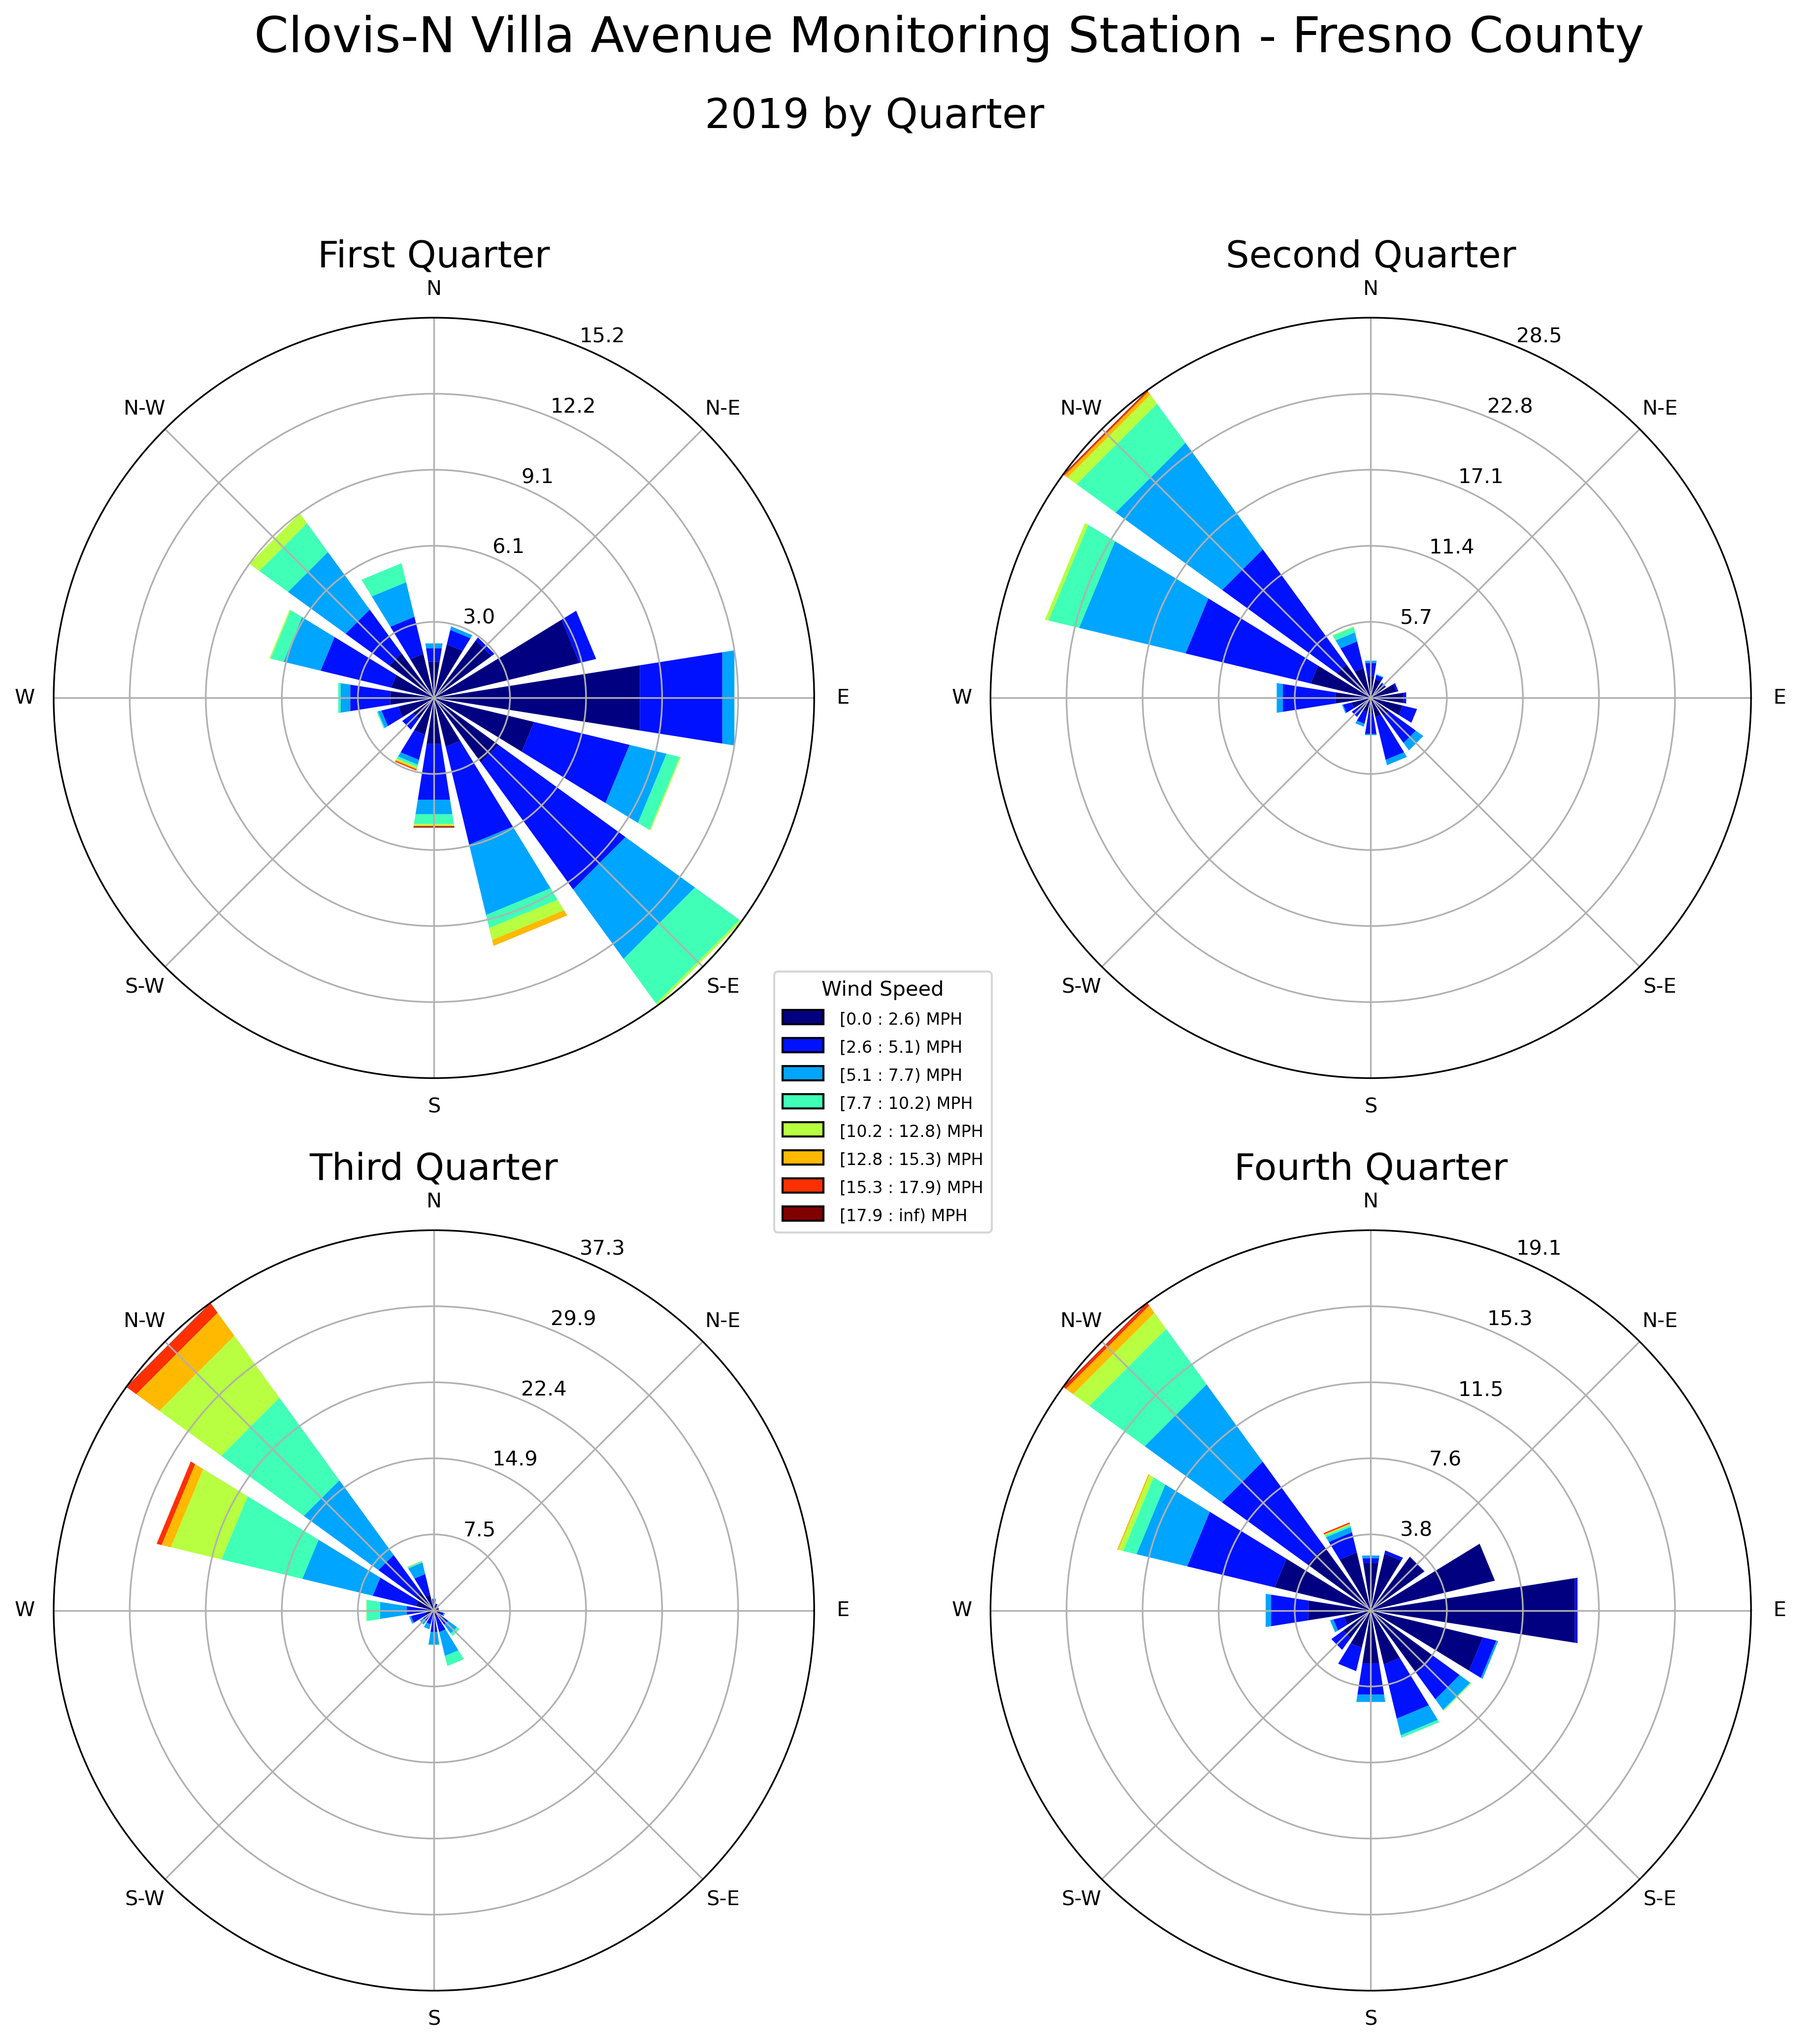 Clovis-N Villa Avenue Monitoring Station - Fresno County
2019 by Quarter
First Quarter
N
15.2
12.2
N-W
N-E
9.1
6.1
3.0
W
E
S-W
S-E
S
Second Quarter
N
28.5
22.8
N-W
N-E
17.1
11.4
5.7
W
E
S-W
S-E
S
Wind Speed
[0.0 : 2.6) MPH
[2.6 : 5.1) MPH
[5.1 : 7.7) MPH
[7.7 : 10.2) MPH
[10.2 : 12.8) MPH
[12.8 : 15.3) MPH
[15.3 : 17.9) MPH
[17.9 : inf) MPH
Third Quarter
N
37.3
29.9
N-W
N-E
22.4
14.9
7.5
W
E
S-W
S-E
S
Fourth Quarter
N
19.1
15.3
N-W
N-E
11.5
7.6
3.8
W
E
S-W
S-E
S